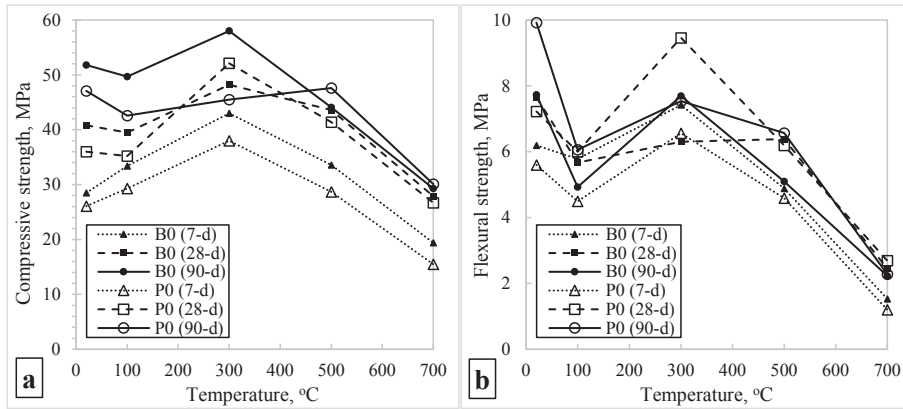 60
50
40
30
20
10
0
Compressive strength, MPa
B0 (7-d)
B0 (28-d)
B0 (90-d)
P0 (7-d)
P0 (28-d)
P0 (90-d)
a
0 100 200 300 400 500 600 700
Temperature, °C
10
8
6
4
2
0
Flexural strength, MPa
B0 (7-d)
B0 (28-d)
B0 (90-d)
P0 (7-d)
P0 (28-d)
P0 (90-d)
b
0 100 200 300 400 500 600 700
Temperature, °C